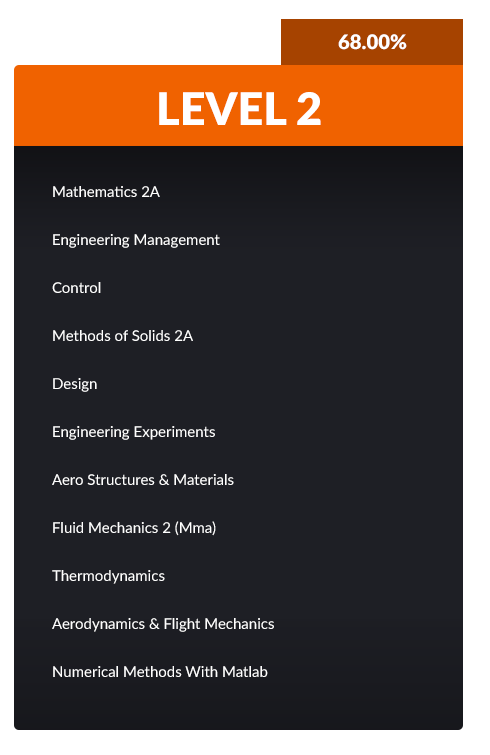 68.00%
LEVEL 2
Mathematics 2A
Engineering Management
Control
Methods of Solids 2A
Design
Engineering Experiments
Aero Structures & Materials
Fluid Mechanics 2 (Mma)
Thermodynamics
Aerodynamics & Flight Mechanics
Numerical Methods With Matlab